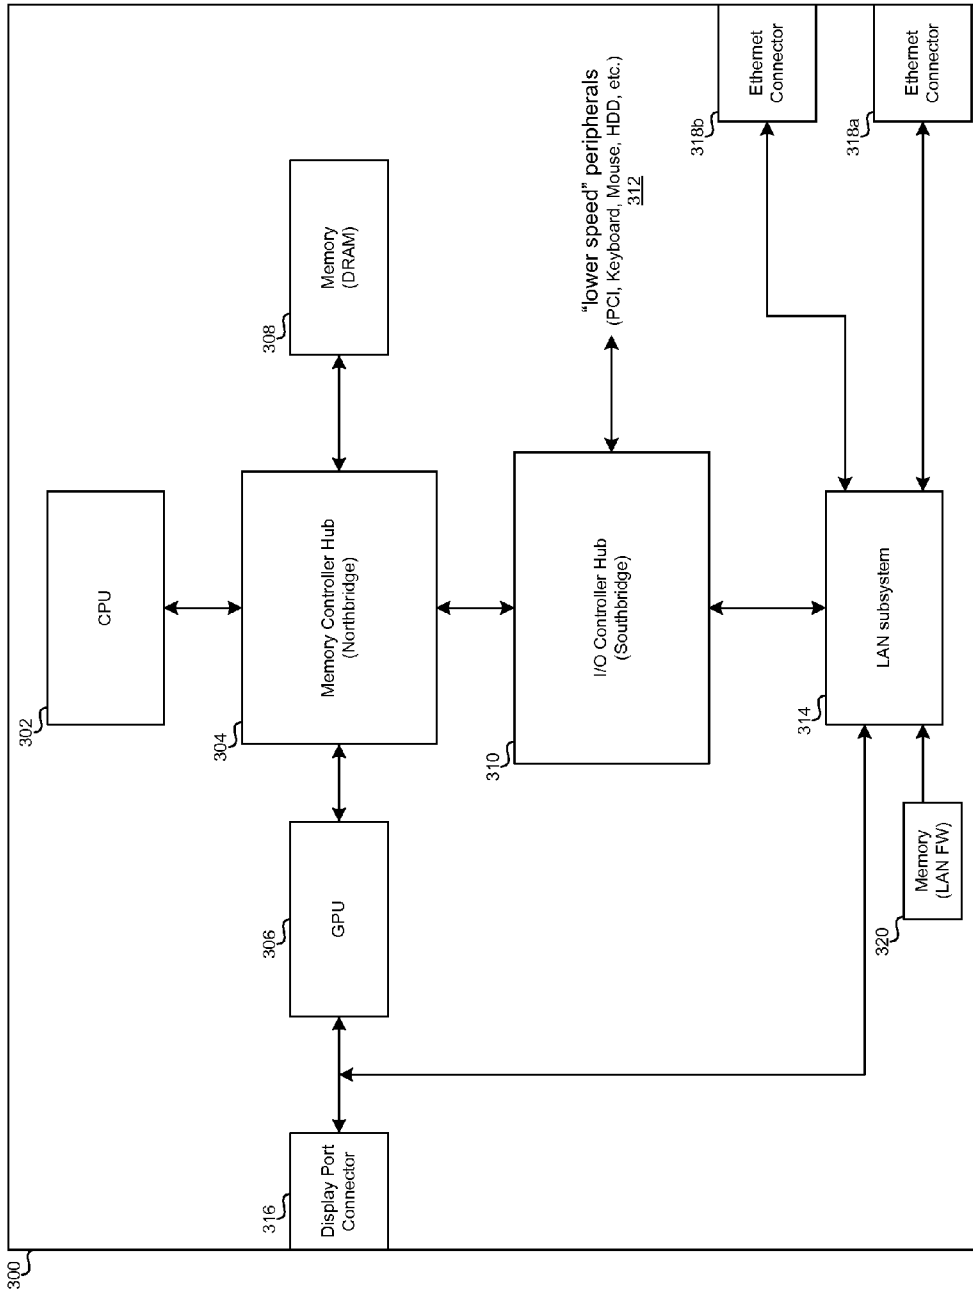 300
302
CPU
304
Memory Controller Hub
(Northbridge)
306
GPU
308
Memory
(DRAM)
316
Display Port
Connector
310
I/O Controller Hub
(Southbridge)
"lower speed" peripherals
(PCI, Keyboard, Mouse, HDD, etc.)
312
314
LAN subsystem
320
Memory
(LAN FW)
318b
Ethernet
Connector
318a
Ethernet
Connector